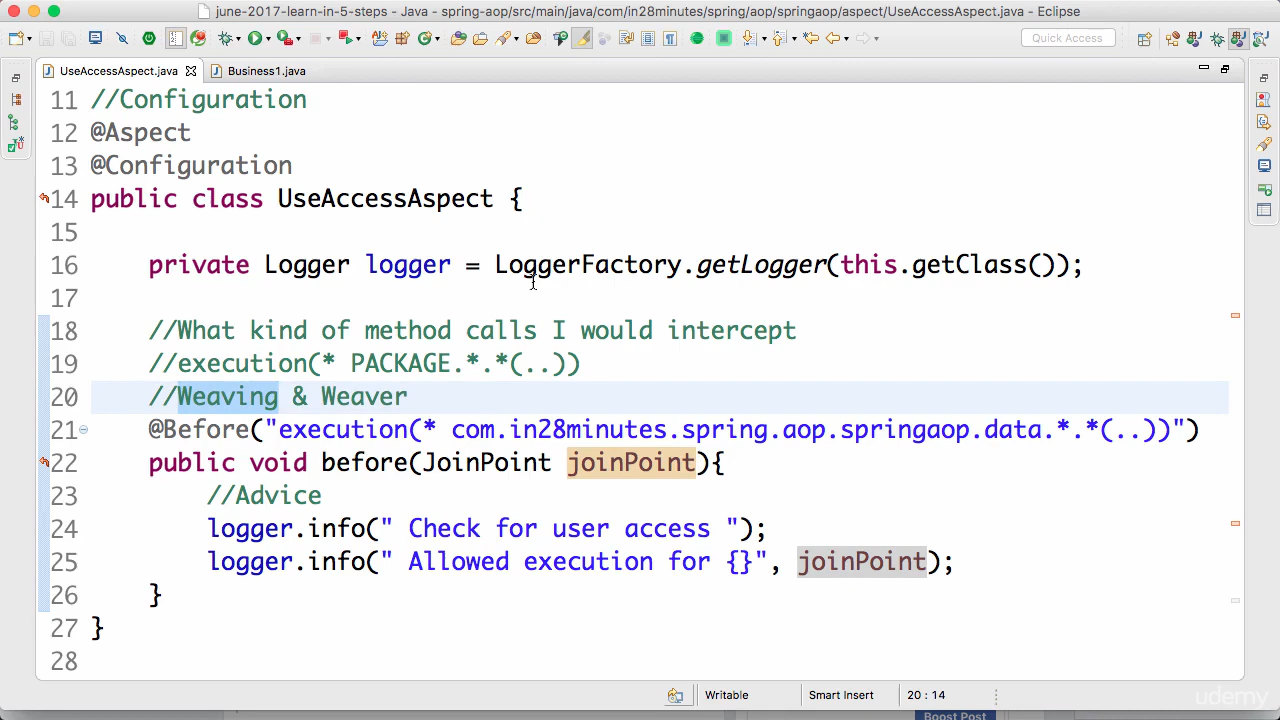 june-2017-learn-in-5-steps - Java - spring-aop/src/main/java/com/in28minutes/spring/aop/springaop/aspect/UseAccessAspect.java - Eclipse
Quick Access
UseAccessAspect.java
Business1.java
11 //Configuration
12 @Aspect
13 @Configuration
14 public class UseAccessAspect {
15
16 private Logger logger = LoggerFactory.getLogger(this.getClass());
17
18 //What kind of method calls I would intercept
19 //execution(* PACKAGE.*.*(..))
20 //Weaving & Weaver
21 @Before("execution(* com.in28minutes.spring.aop.springaop.data.*.*(..))")
22 public void before(JoinPoint joinPoint){
23 //Advice
24 logger.info(" Check for user access ");
25 logger.info(" Allowed execution for {}", joinPoint);
26 }
27 }
28
Writable
Smart Insert
20 : 14
udemy
Boost Post